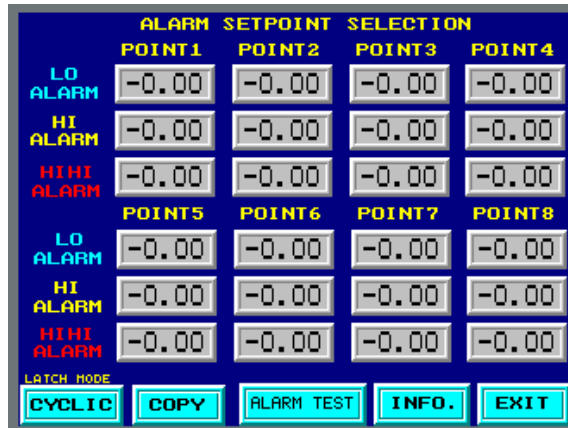 ALARM SETPOINT SELECTION
POINT1 POINT2 POINT3 POINT4
LO ALARM -0.00 -0.00 -0.00 -0.00
HI ALARM -0.00 -0.00 -0.00 -0.00
HIHI ALARM -0.00 -0.00 -0.00 -0.00
POINT5 POINT6 POINT7 POINT8
LO ALARM -0.00 -0.00 -0.00 -0.00
HI ALARM -0.00 -0.00 -0.00 -0.00
HIHI ALARM -0.00 -0.00 -0.00 -0.00
LATCH MODE
CYCLIC COPY ALARM TEST INFO. EXIT